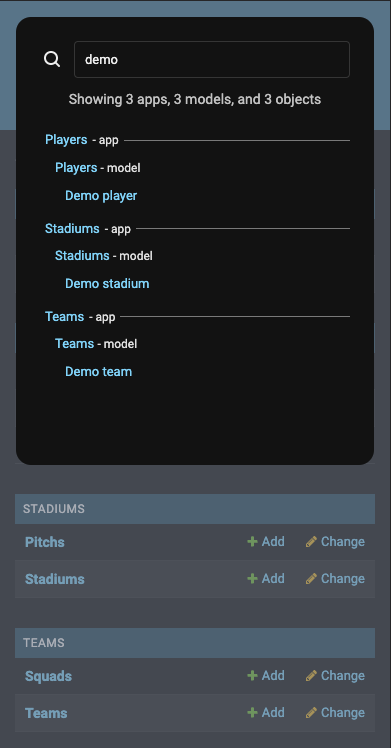 demo
Showing 3 apps, 3 models, and 3 objects
Players - app
Players - model
Demo player
Stadiums - app
Stadiums - model
Demo stadium
Teams - app
Teams - model
Demo team
STADIUMS
Pitchs Add Change
Stadiums Add Change
TEAMS
Squads Add Change
Teams Add Change